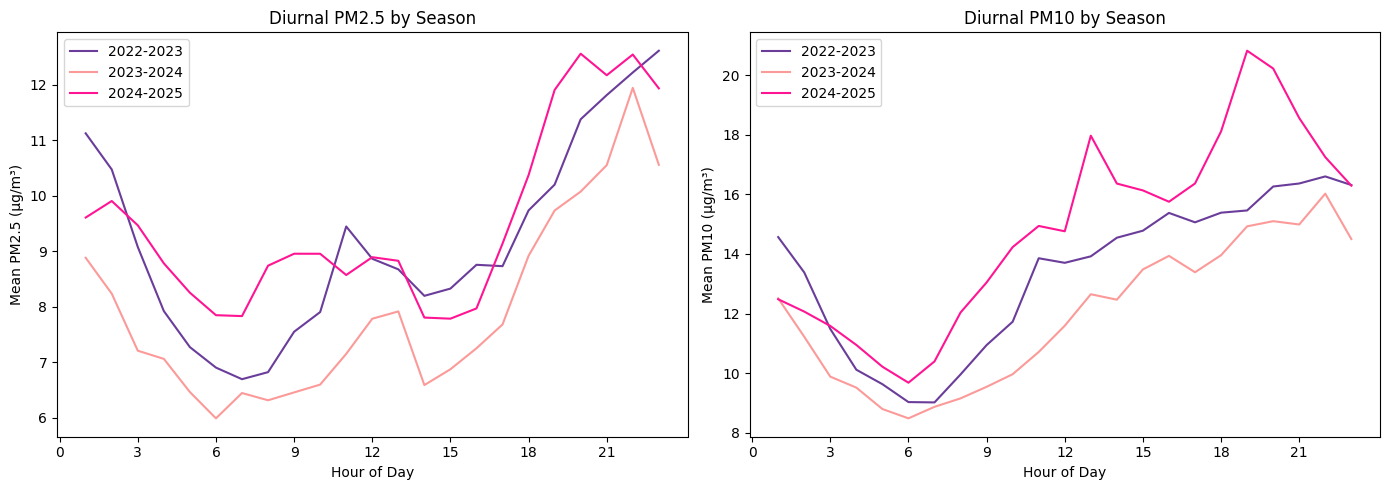 Diurnal PM2.5 by Season
2022-2023
2023-2024
2024-2025
Mean PM2.5 (µg/m³)
12
11
10
9
8
7
6
0 3 6 9 12 15 18 21
Hour of Day
Diurnal PM10 by Season
2022-2023
2023-2024
2024-2025
Mean PM10 (µg/m³)
20
18
16
14
12
10
8
0 3 6 9 12 15 18 21
Hour of Day